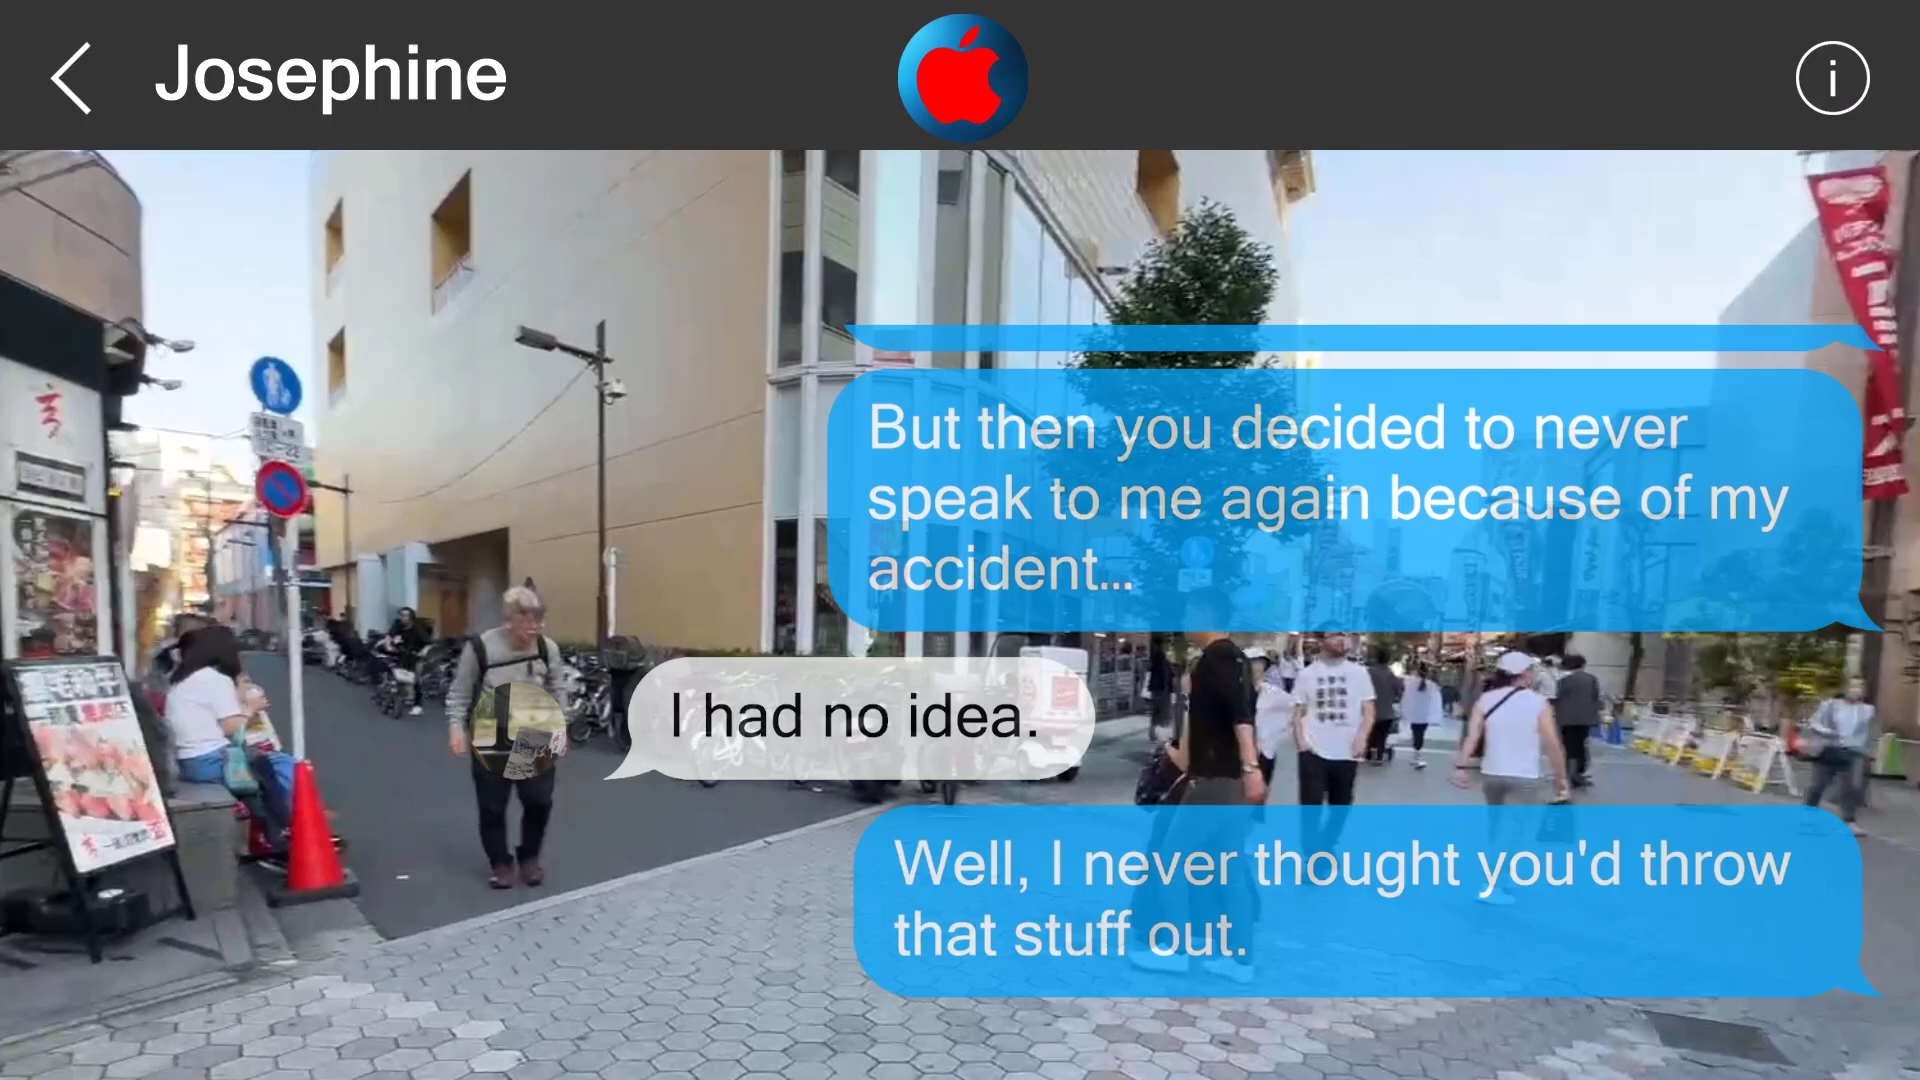 Josephine
But then you decided to never
speak to me again because of my
accident...
I had no idea.
Well, I never thought you'd throw
that stuff out.